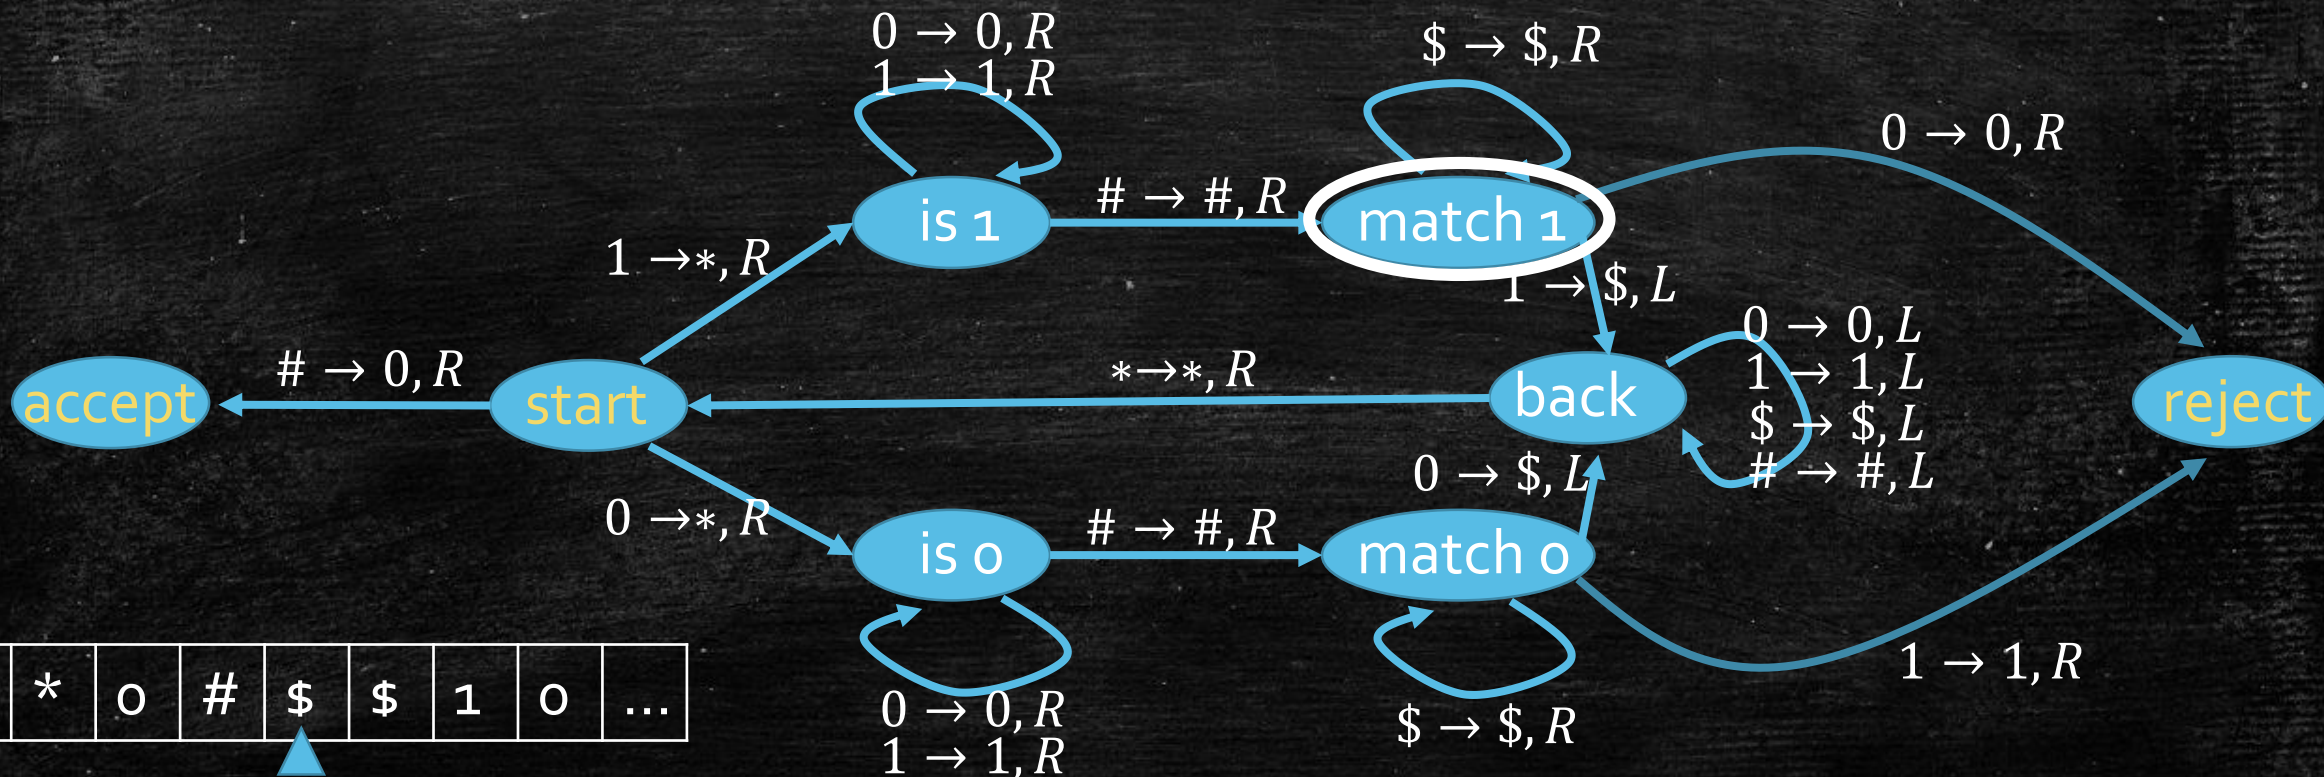 0 → 0, R
1 → 1, R
$ → $, R
0 → 0, R
is 1
# → #, R
match 1
1 →*, R
1 → $, L
accept
# → 0, R
start
*→*, R
back
0 → 0, L
1 → 1, L
$ → $, L
# → #, L
reject
0 → $, L
0 →*, R
is 0
# → #, R
match 0
1 → 1, R
* 0 # $ $ 1 0 ...
0 → 0, R
1 → 1, R
$ → $, R